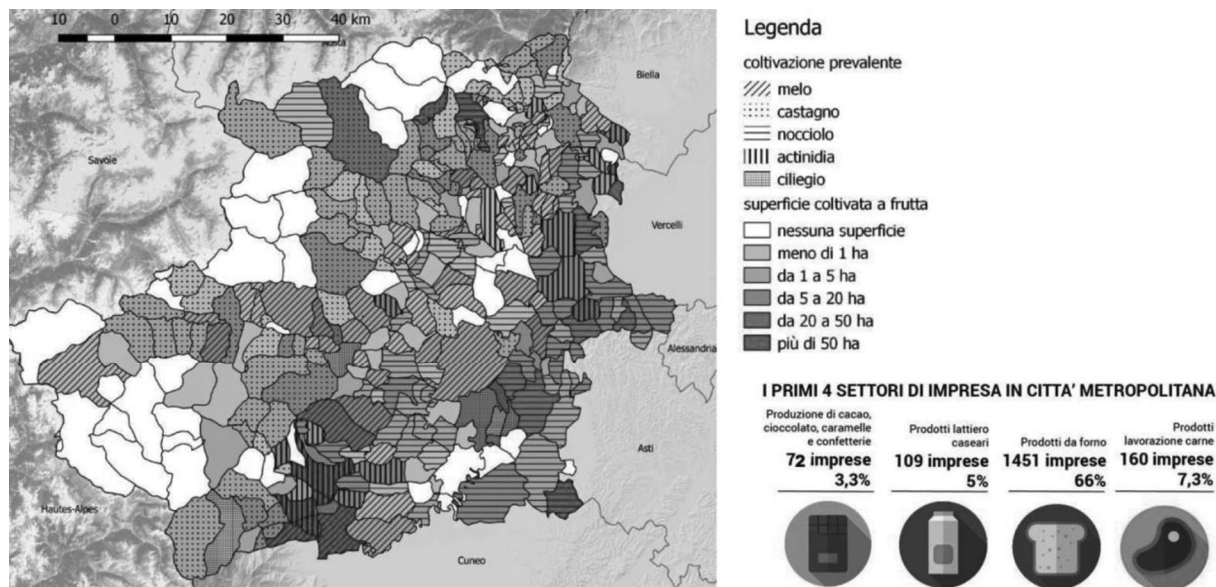 10 0 10 20 30 40 km
Aosta
Biella
Savoie
Vercelli
Alessandria
Asti
Hautes-Alpes
Cuneo
Legenda
coltivazione prevalente
melo
castagno
nocciolo
actinidia
ciliegio
superficie coltivata a frutta
nessuna superficie
meno di 1 ha
da 1 a 5 ha
da 5 a 20 ha
da 20 a 50 ha
più di 50 ha
I PRIMI 4 SETTORI DI IMPRESA IN CITTA' METROPOLITANA
Produzione di cacao,
cioccolato, caramelle
e confetterie
72 imprese
3,3%
Prodotti lattiero
caseari
109 imprese
5%
Prodotti da forno
1451 imprese
66%
Prodotti
lavorazione carne
160 imprese
7,3%